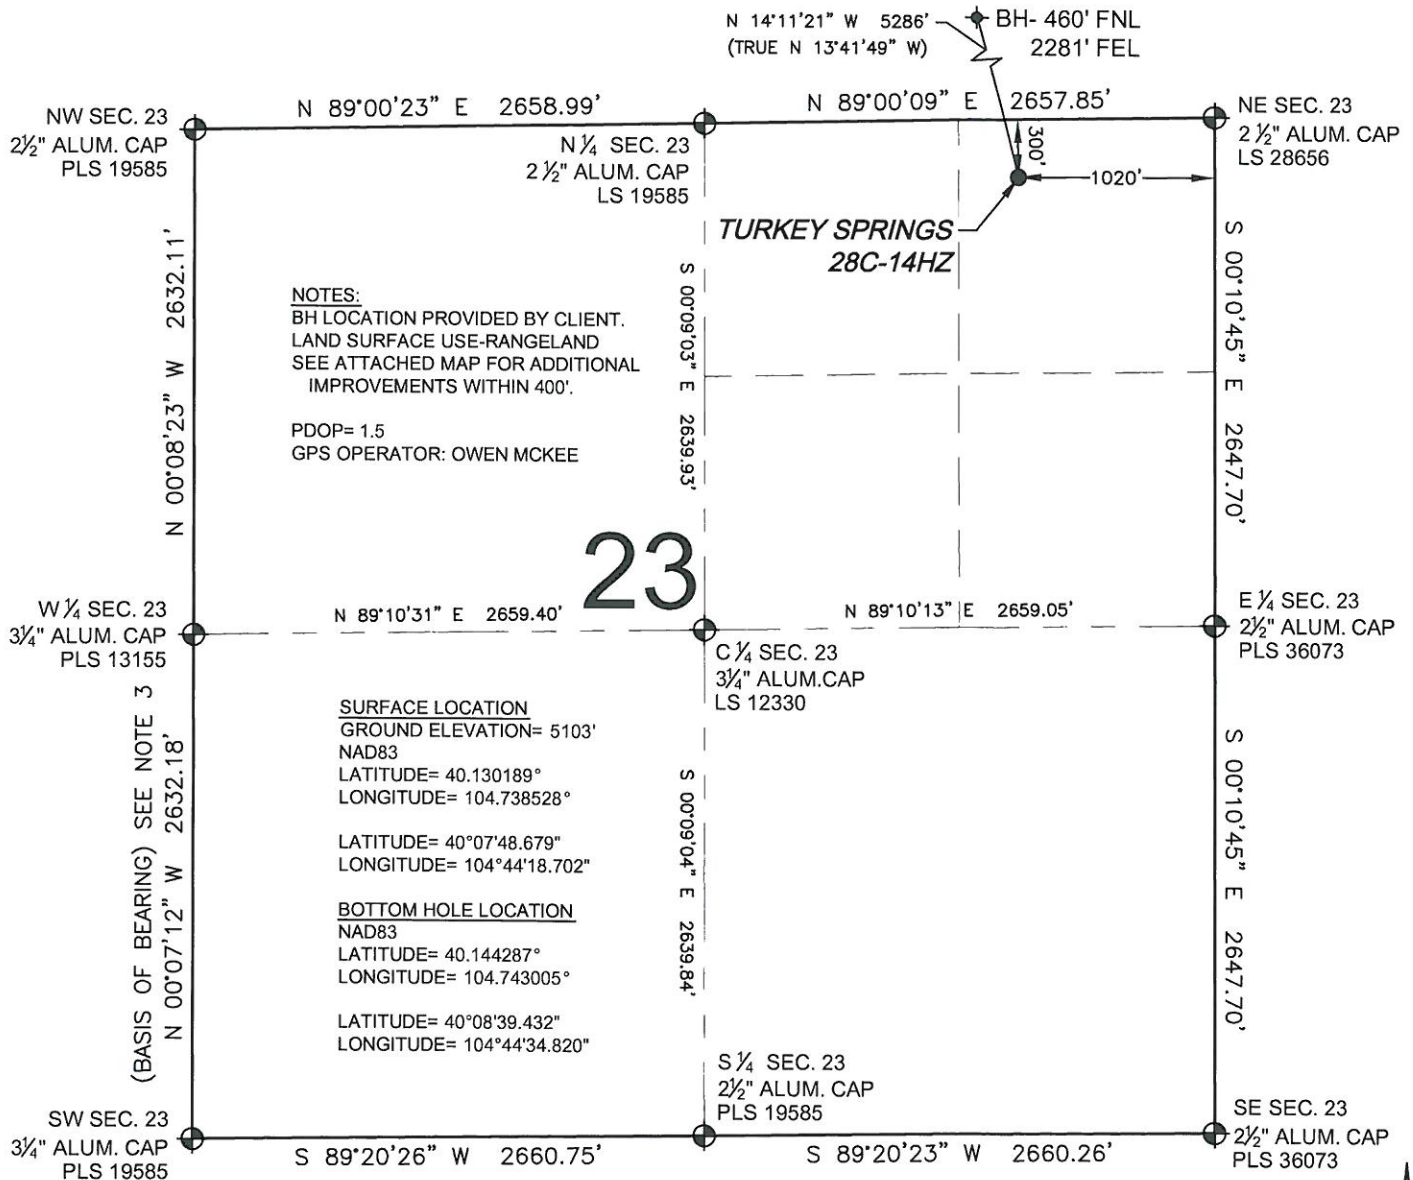 N 14°11'21" W 5286'
(TRUE N 13°41'49" W)
BH- 460' FNL
2281' FEL
NW SEC. 23
2½" ALUM. CAP
PLS 19585
N 89°00'23" E 2658.99'
N ¼ SEC. 23
2 ½" ALUM. CAP
LS 19585
N 89°00'09" E 2657.85'
NE SEC. 23
2 ½" ALUM. CAP
LS 28656
300'
1020'
TURKEY SPRINGS
28C-14HZ
N 00°08'23" W 2632.11'
NOTES:
BH LOCATION PROVIDED BY CLIENT.
LAND SURFACE USE-RANGELAND
SEE ATTACHED MAP FOR ADDITIONAL
IMPROVEMENTS WITHIN 400'.
PDOP= 1.5
GPS OPERATOR: OWEN MCKEE
S 00°09'03" E 2639.93'
S 00°10'45" E 2647.70'
23
W ¼ SEC. 23
3¼" ALUM. CAP
PLS 13155
N 89°10'31" E 2659.40'
N 89°10'13" E 2659.05'
C ¼ SEC. 23
3¼" ALUM.CAP
LS 12330
E ¼ SEC. 23
2½" ALUM. CAP
PLS 36073
(BASIS OF BEARING) SEE NOTE 3
N 00°07'12" W 2632.18'
SURFACE LOCATION
GROUND ELEVATION= 5103'
NAD83
LATITUDE= 40.130189°
LONGITUDE= 104.738528°
LATITUDE= 40°07'48.679"
LONGITUDE= 104°44'18.702"
BOTTOM HOLE LOCATION
NAD83
LATITUDE= 40.144287°
LONGITUDE= 104.743005°
LATITUDE= 40°08'39.432"
LONGITUDE= 104°44'34.820"
S 00°09'04" E 2639.84'
S 00°10'45" E 2647.70'
SW SEC. 23
3¼" ALUM. CAP
PLS 19585
S 89°20'26" W 2660.75'
S ¼ SEC. 23
2½" ALUM. CAP
PLS 19585
S 89°20'23" W 2660.26'
SE SEC. 23
2½" ALUM. CAP
PLS 36073